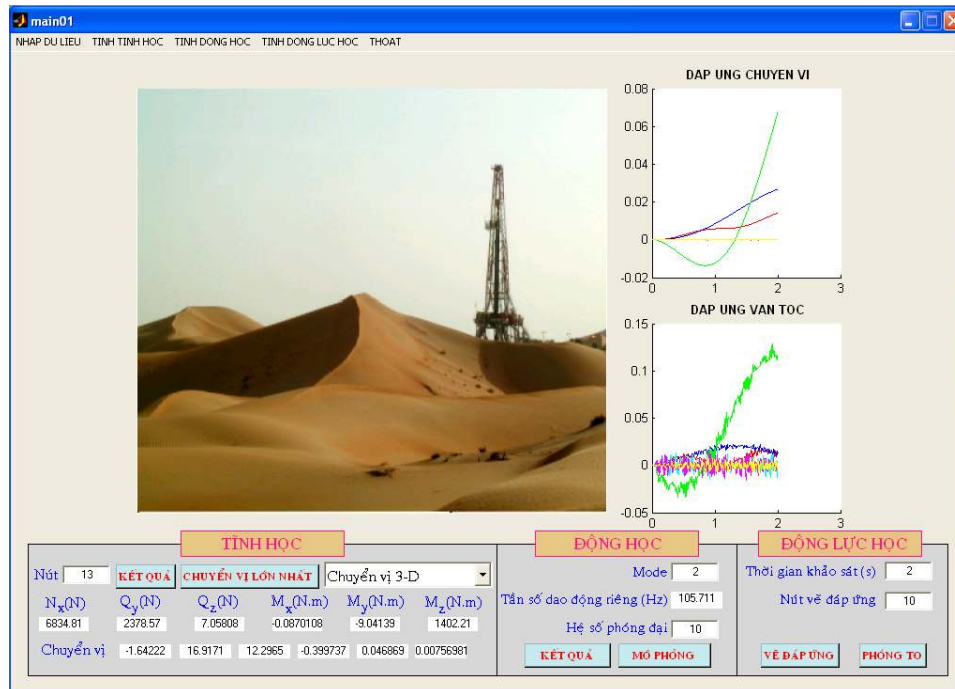 main01
NHAP DU LIEU TINH TINH HOC TINH DONG HOC TINH DONG LUC HOC THOAT
DAP UNG CHUYEN VI
0.08
0.06
0.04
0.02
0
-0.02
0 1 2 3
DAP UNG VAN TOC
0.15
0.1
0.05
0
-0.05
0 1 2 3
TĨNH HỌC
Nút 13 KẾT QUẢ CHUYỂN VỊ LỚN NHẤT Chuyển vị 3-D
Nx(N) Qy(N) Qz(N) Mx(N.m) My(N.m) Mz(N.m)
6834.81 2378.57 7.05808 -0.0870108 -9.04139 1402.21
Chuyển vị -1.64222 16.9171 12.2965 -0.399737 0.046869 0.00756981
ĐỘNG HỌC
Mode 2
Tần số dao động riêng (Hz) 105.711
Hệ số phóng đại 10
KẾT QUẢ MÔ PHỎNG
ĐỘNG LỰC HỌC
Thời gian khảo sát (s) 2
Nút vẽ đáp ứng 10
VẼ ĐÁP ỨNG PHÓNG TO